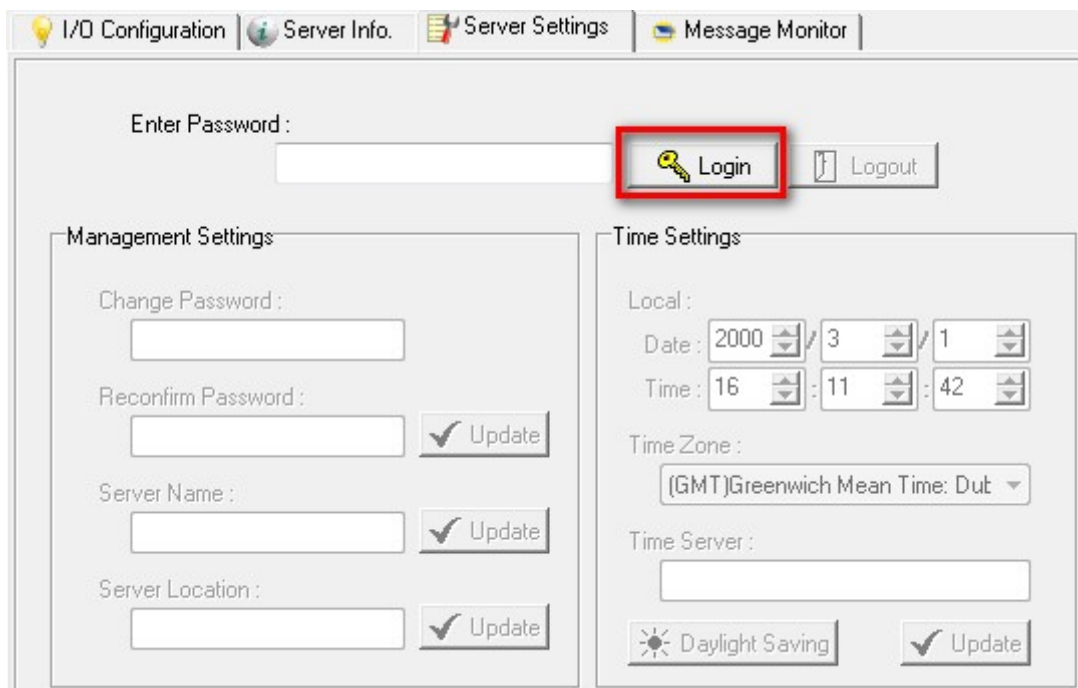 I/O Configuration Server Info. Server Settings Message Monitor
Enter Password :
Login Logout
Management Settings
Change Password :
Reconfirm Password :
Update
Server Name :
Update
Server Location :
Update
Time Settings
Local :
Date : 2000 / 3 / 1
Time : 16 : 11 : 42
Time Zone :
(GMT)Greenwich Mean Time: Dub
Time Server :
Daylight Saving Update